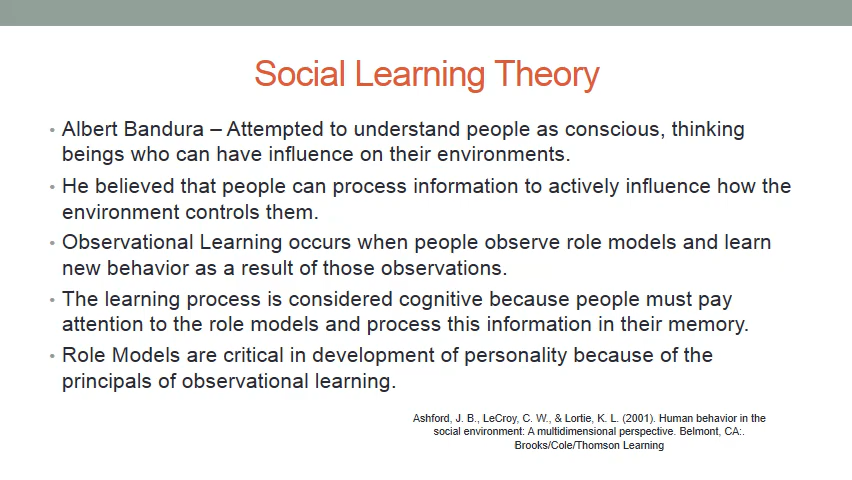 Social Learning Theory
• Albert Bandura – Attempted to understand people as conscious, thinking
beings who can have influence on their environments.
• He believed that people can process information to actively influence how the
environment controls them.
• Observational Learning occurs when people observe role models and learn
new behavior as a result of those observations.
• The learning process is considered cognitive because people must pay
attention to the role models and process this information in their memory.
• Role Models are critical in development of personality because of the
principals of observational learning.
Ashford, J. B., LeCroy, C. W., & Lortie, K. L. (2001). Human behavior in the
social environment: A multidimensional perspective. Belmont, CA:.
Brooks/Cole/Thomson Learning